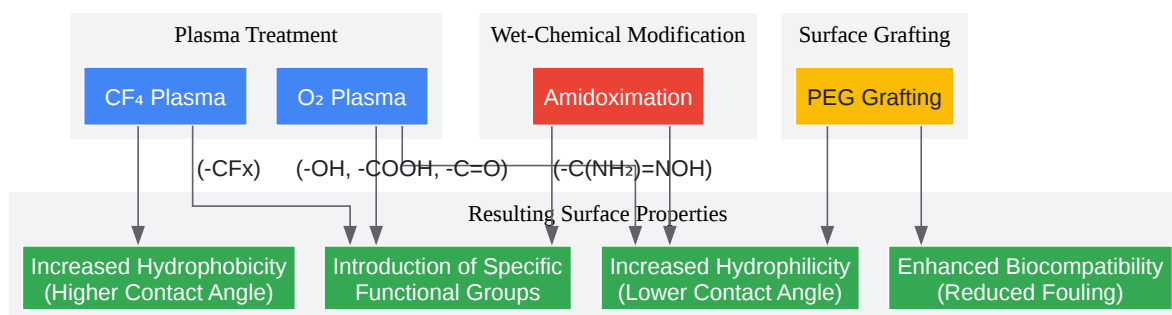 Plasma Treatment
Wet-Chemical Modification
Surface Grafting
CF₄ Plasma
O₂ Plasma
Amidoximation
PEG Grafting
(-CFx)
(-OH, -COOH, -C=O)
(-C(NH₂)=NOH)
Resulting Surface Properties
Increased Hydrophobicity
(Higher Contact Angle)
Introduction of Specific
Functional Groups
Increased Hydrophilicity
(Lower Contact Angle)
Enhanced Biocompatibility
(Reduced Fouling)